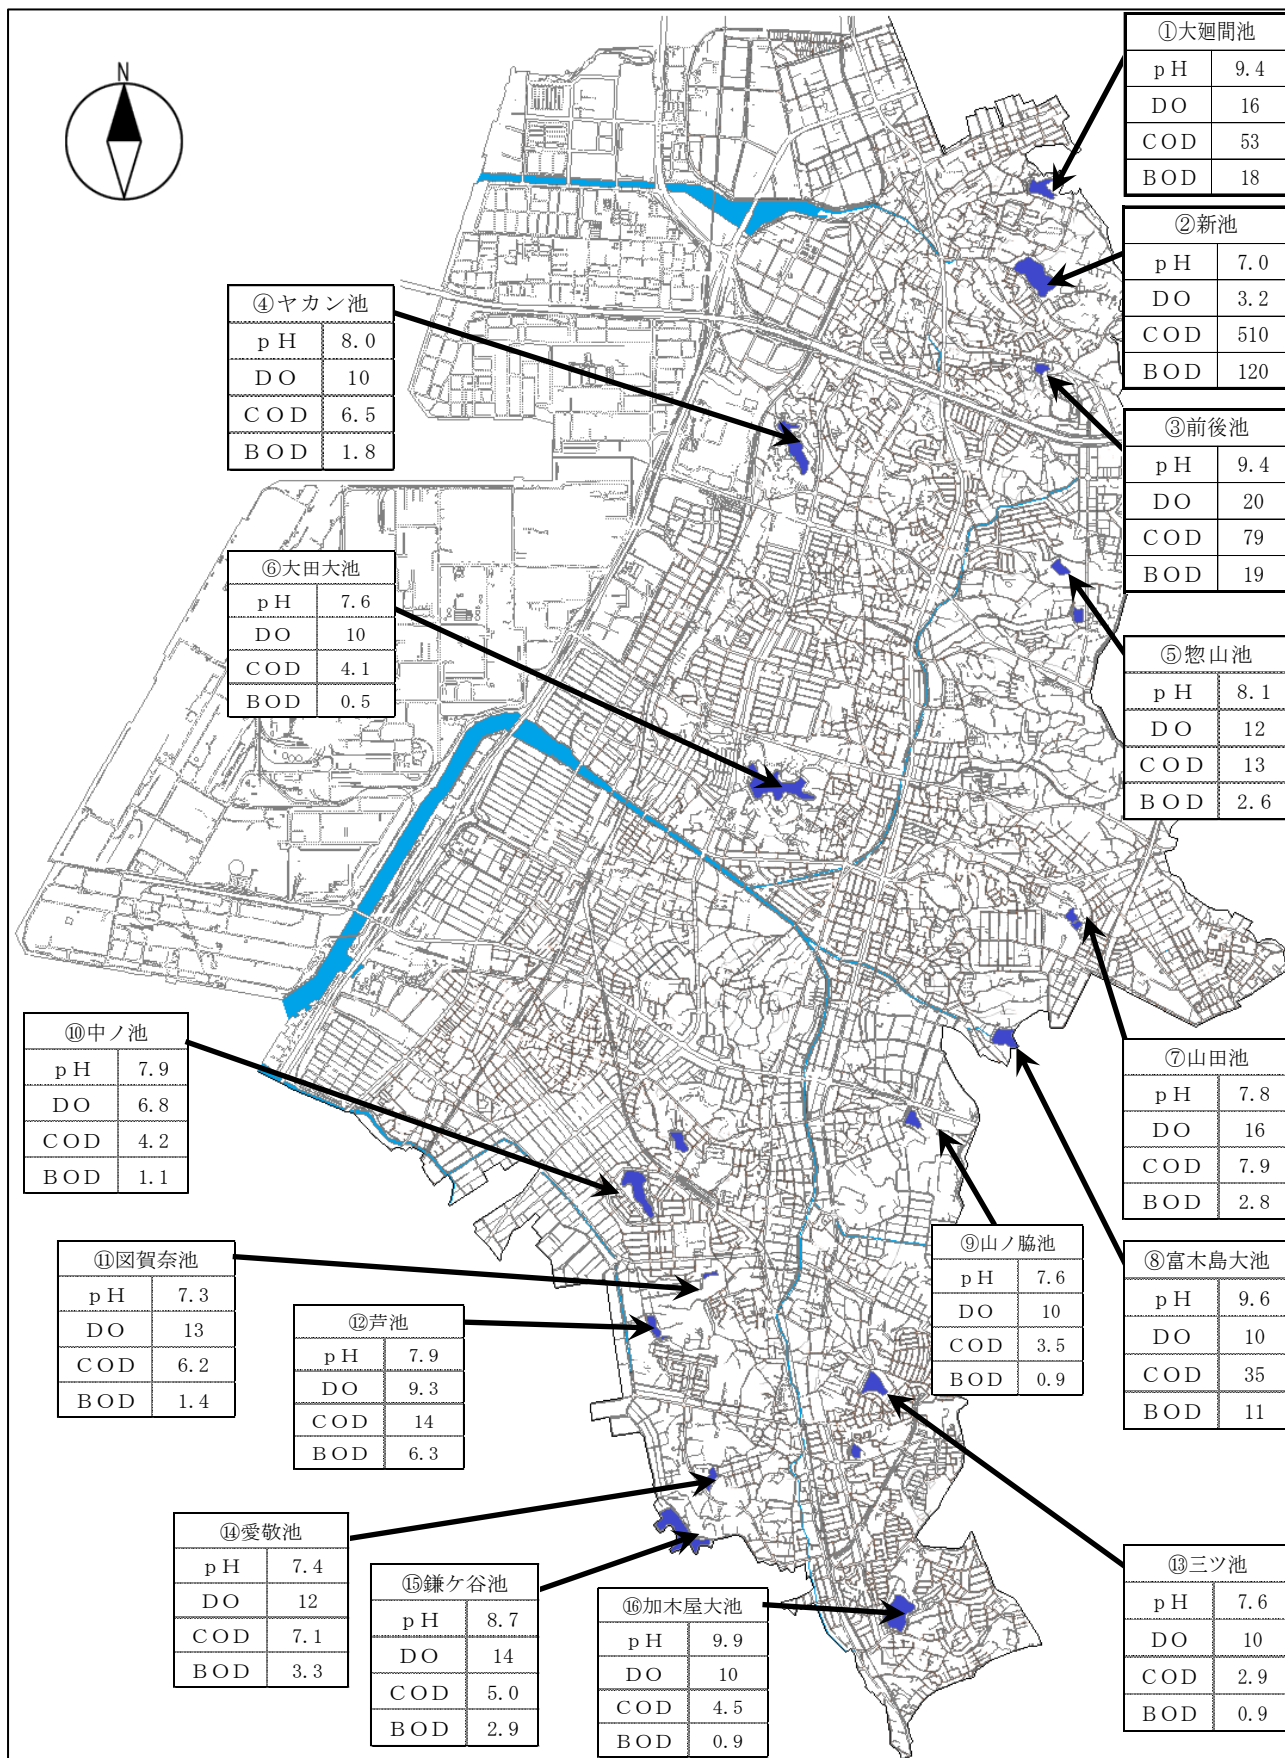 N
①大廻間池
pH 9.4
DO 16
COD 53
BOD 18
②新池
pH 7.0
DO 3.2
COD 510
BOD 120
③前後池
pH 9.4
DO 20
COD 79
BOD 19
④ヤカン池
pH 8.0
DO 10
COD 6.5
BOD 1.8
⑤惣山池
pH 8.1
DO 12
COD 13
BOD 2.6
⑥大田大池
pH 7.6
DO 10
COD 4.1
BOD 0.5
⑦山田池
pH 7.8
DO 16
COD 7.9
BOD 2.8
⑧富木島大池
pH 9.6
DO 10
COD 35
BOD 11
⑨山ノ脇池
pH 7.6
DO 10
COD 3.5
BOD 0.9
⑩中ノ池
pH 7.9
DO 6.8
COD 4.2
BOD 1.1
⑪図賀奈池
pH 7.3
DO 13
COD 6.2
BOD 1.4
⑫芦池
pH 7.9
DO 9.3
COD 14
BOD 6.3
⑬三ツ池
pH 7.6
DO 10
COD 2.9
BOD 0.9
⑭愛敬池
pH 7.4
DO 12
COD 7.1
BOD 3.3
⑮鎌ケ谷池
pH 8.7
DO 14
COD 5.0
BOD 2.9
⑯加木屋大池
pH 9.9
DO 10
COD 4.5
BOD 0.9